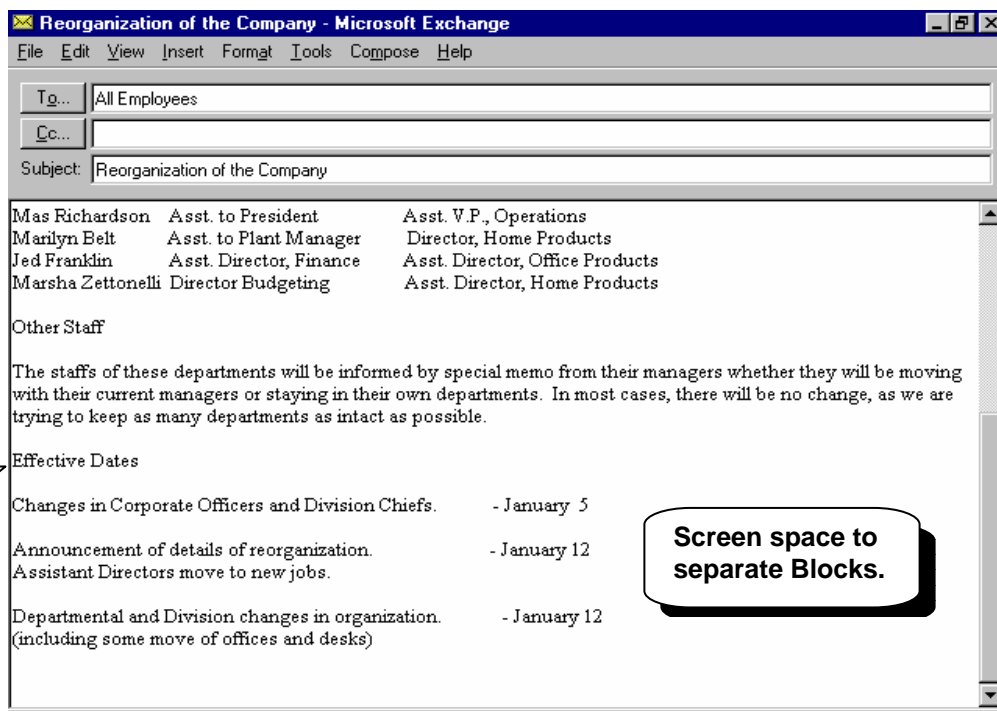 Reorganization of the Company - Microsoft Exchange
File Edit View Insert Format Tools Compose Help
To... All Employees
Cc...
Subject: Reorganization of the Company
Mas Richardson Asst. to President Asst. V.P., Operations
Marilyn Belt Asst. to Plant Manager Director, Home Products
Jed Franklin Asst. Director, Finance Asst. Director, Office Products
Marsha Zettonelli Director Budgeting Asst. Director, Home Products
Other Staff
The staffs of these departments will be informed by special memo from their managers whether they will be moving
with their current managers or staying in their own departments. In most cases, there will be no change, as we are
trying to keep as many departments as intact as possible.
Effective Dates
Changes in Corporate Officers and Division Chiefs. - January 5
Announcement of details of reorganization. - January 12
Assistant Directors move to new jobs.
Departmental and Division changes in organization. - January 12
(including some move of offices and desks)
Screen space to
separate Blocks.